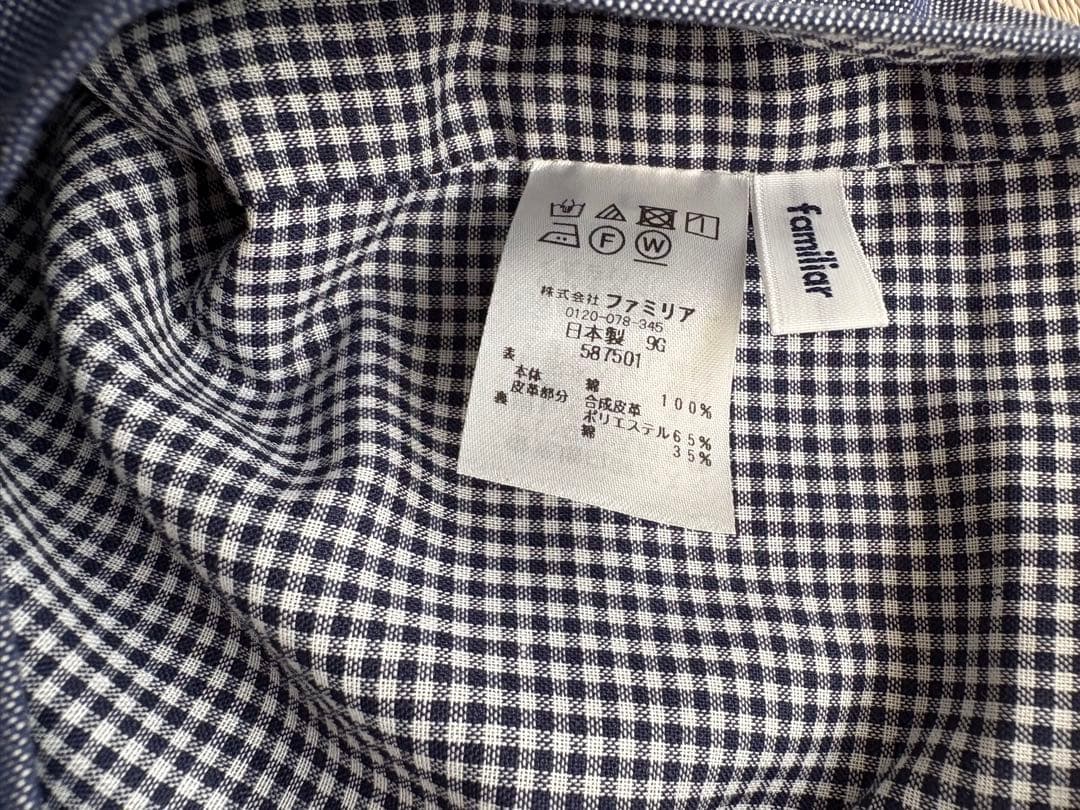 F W
株式会社 ファミリア
0120-078-345
日本製 9G
587501
表
本体 綿 100%
皮革部分 合成皮革
裏 ポリエステル65%
綿 35%
familiar